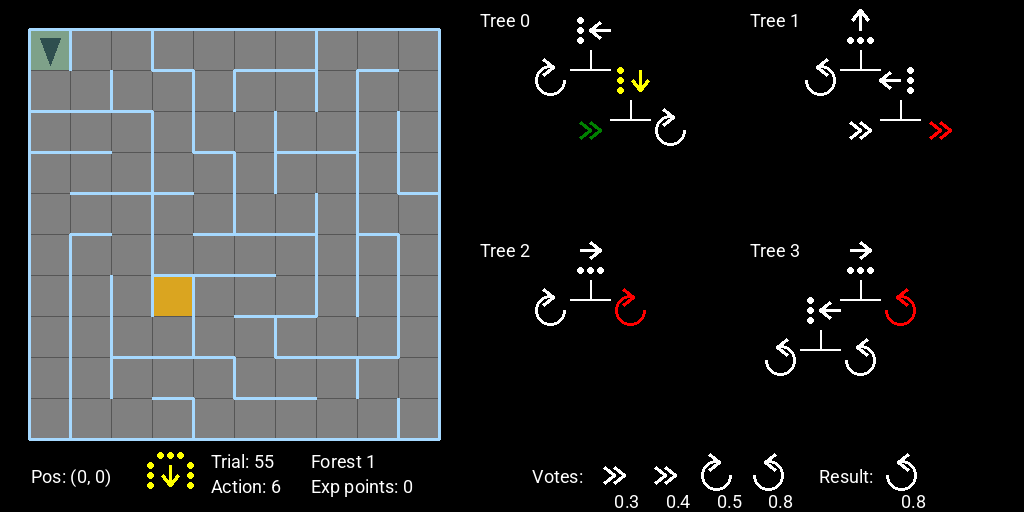 Tree 0
Tree 1
Tree 2
Tree 3
Pos: (0, 0)
Trial: 55
Action: 6
Forest 1
Exp points: 0
Votes:
0.3
0.4
0.5
0.8
Result:
0.8